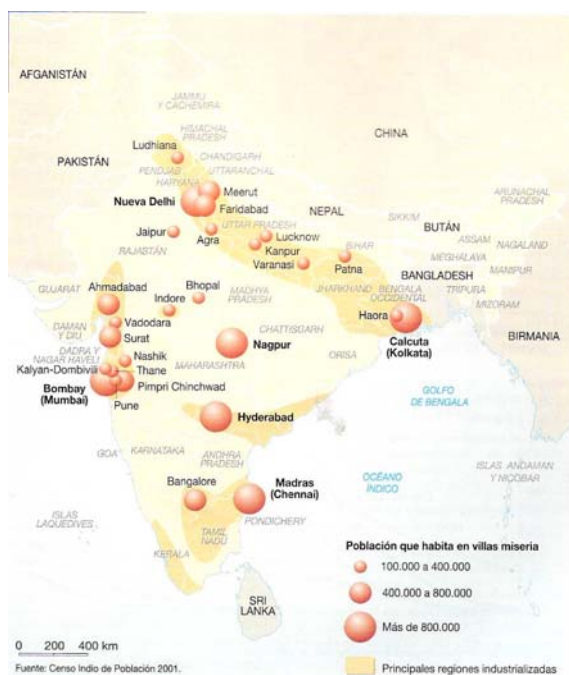 AFGANISTÁN
JAMMU
Y CACHEMIRA
CHINA
HIMACHAL
PRADESH
Ludhiana
CHANDIGARH
PAKISTÁN
PENJAB
UTTARANCHAL
HARYANA
Meerut
Nueva Delhi
Faridabad
NEPAL
ARUNACHAL
PRADESH
SIKKIM
BUTÁN
Jaipur
Agra
UTTAR PRADESH
Lucknow
ASSAM
NAGALAND
RAJASTÁN
Kanpur
BIHAR
MEGHALAYA
Varanasi
Patna
BANGLADESH
MANIPUR
GUJARAT
Bhopal
JHARKHAND
BENGALA
OCCIDENTAL
TRIPURA
Ahmadabad
Indore
MADHYA
PRADESH
MIZORAM
DAMAN
Y DIU
Vadodara
CHATTISGARH
Haora
BIRMANIA
Surat
DADRA Y
NAGAR HAVELI
Nashik
Nagpur
ORISA
Calcuta
(Kolkata)
Kalyan-Dombivili
Thane
MAHARASHTRA
Bombay
(Mumbai)
Pimpri Chinchwad
GOLFO
DE BENGALA
Pune
Hyderabad
GOA
KARNATAKA
ANDHRA
PRADESH
OCÉANO
ÍNDICO
ISLAS ANDAMAN
Y NICOBAR
Bangalore
Madras
(Chennai)
ISLAS
LAQUEDIVES
PONDICHERY
TAMIL
NADU
KERALA
Población que habita en villas miseria
100.000 a 400.000
400.000 a 800.000
SRI
LANKA
Más de 800.000
0 200 400 km
Fuente: Censo Indio de Población 2001.
Principales regiones industrializadas